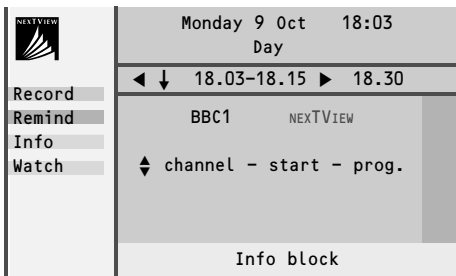 NEXTVIEW
Monday 9 Oct 18:03
Day
18.03-18.15 18.30
Record
Remind
Info
Watch
BBC1 NEXTVIEW
channel - start - prog.
Info block